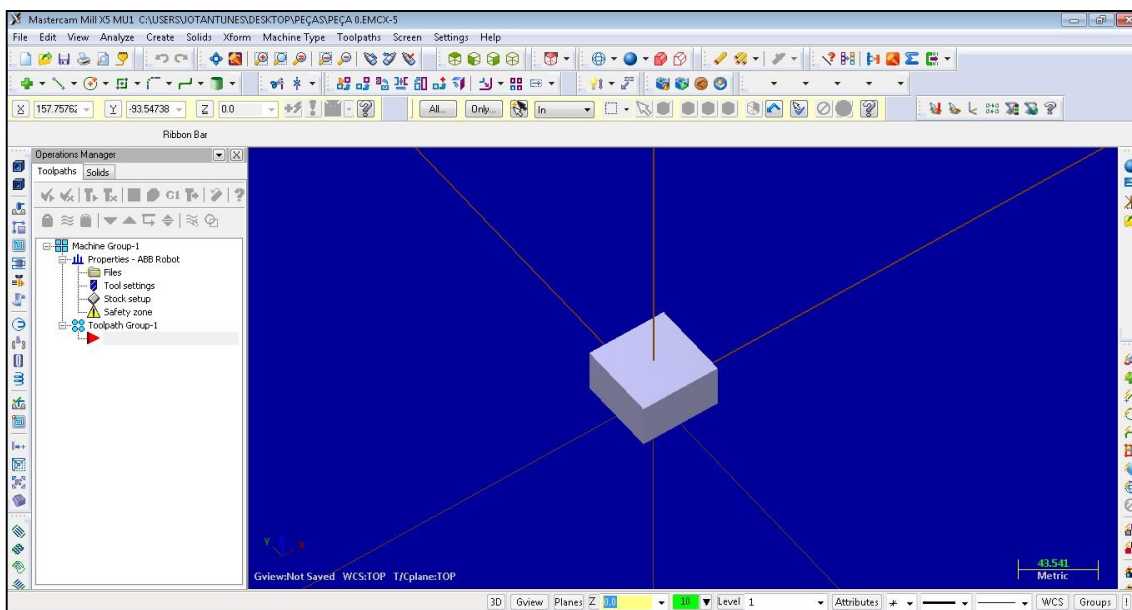 Mastercam Mill X5 MU1 C:\USERS\JOTANTUNES\DESKTOP\PEÇAS\PEÇA 0.EMCX-5
File Edit View Analyze Create Solids Xform Machine Type Toolpaths Screen Settings Help
X 157.7576 Y -93.54738 Z 0.0 All... Only... In
Ribbon Bar
Operations Manager
Toolpaths Solids
G1
Machine Group-1
Properties - ABB Robot
Files
Tool settings
Stock setup
Safety zone
Toolpath Group-1
Y X
Gview:Not Saved WCS:TOP T/Cplane:TOP
43.541
Metric
3D Gview Planes Z 0.0 10 Level 1 Attributes WCS Groups